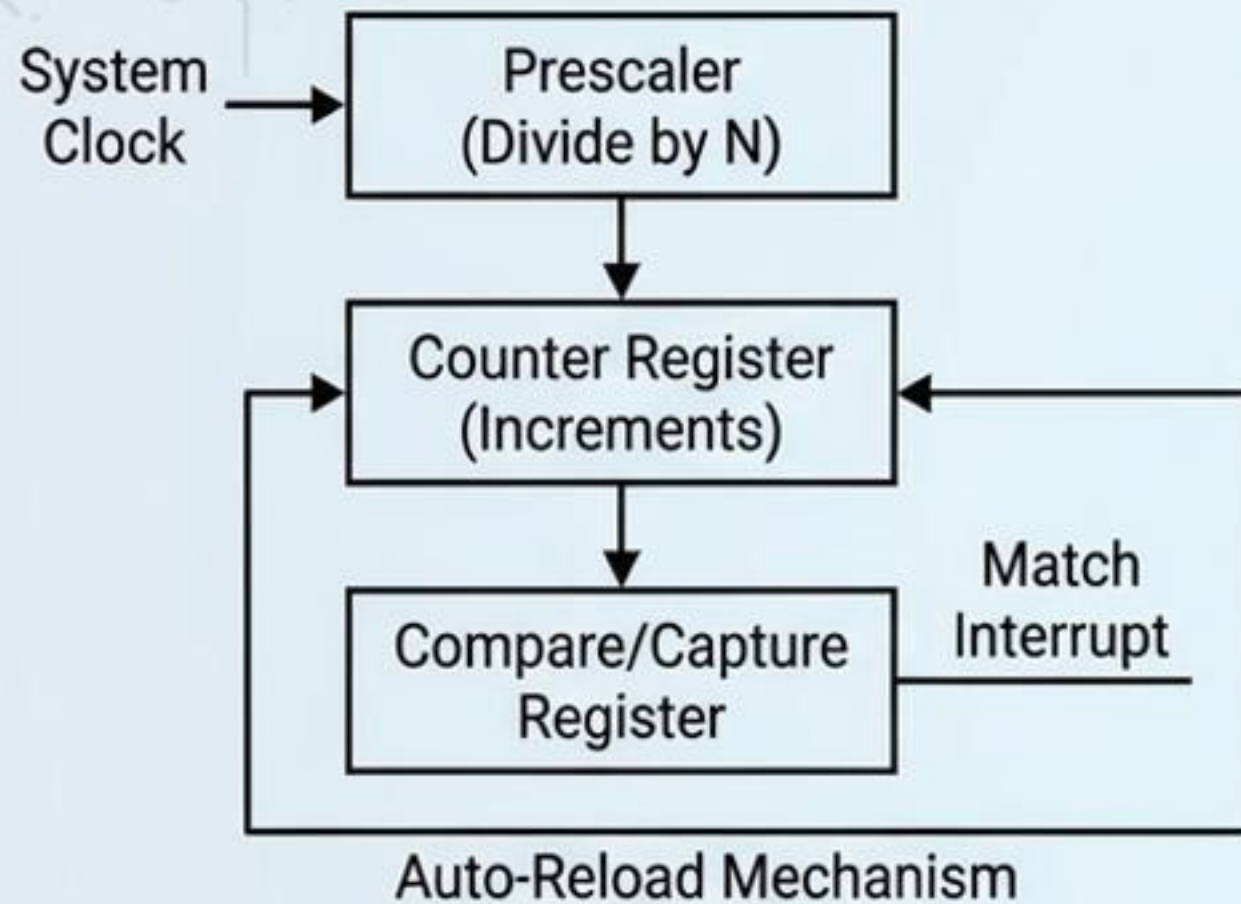 System
Clock
Prescaler
(Divide by N)
Counter Register
(Increments)
Match
Interrupt
Compare/Capture
Register
Auto-Reload Mechanism